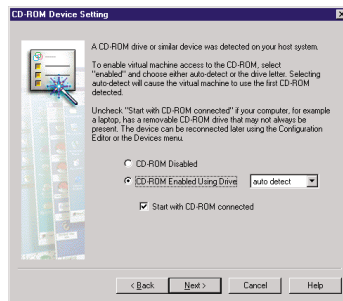 CD-ROM Device Setting
A CD-ROM drive or similar device was detected on your host system.
To enable virtual machine access to the CD-ROM, select
"enabled" and choose either auto-detect or the drive letter. Selecting
auto-detect will cause the virtual machine to use the first CD-ROM
detected.
Uncheck "Start with CD-ROM connected" if your computer, for example
a laptop, has a removable CD-ROM drive that may not always be
present. The device can be reconnected later using the Configuration
Editor or the Devices menu.
CD-ROM Disabled
CD-ROM Enabled Using Drive auto detect
Start with CD-ROM connected
< Back Next > Cancel Help